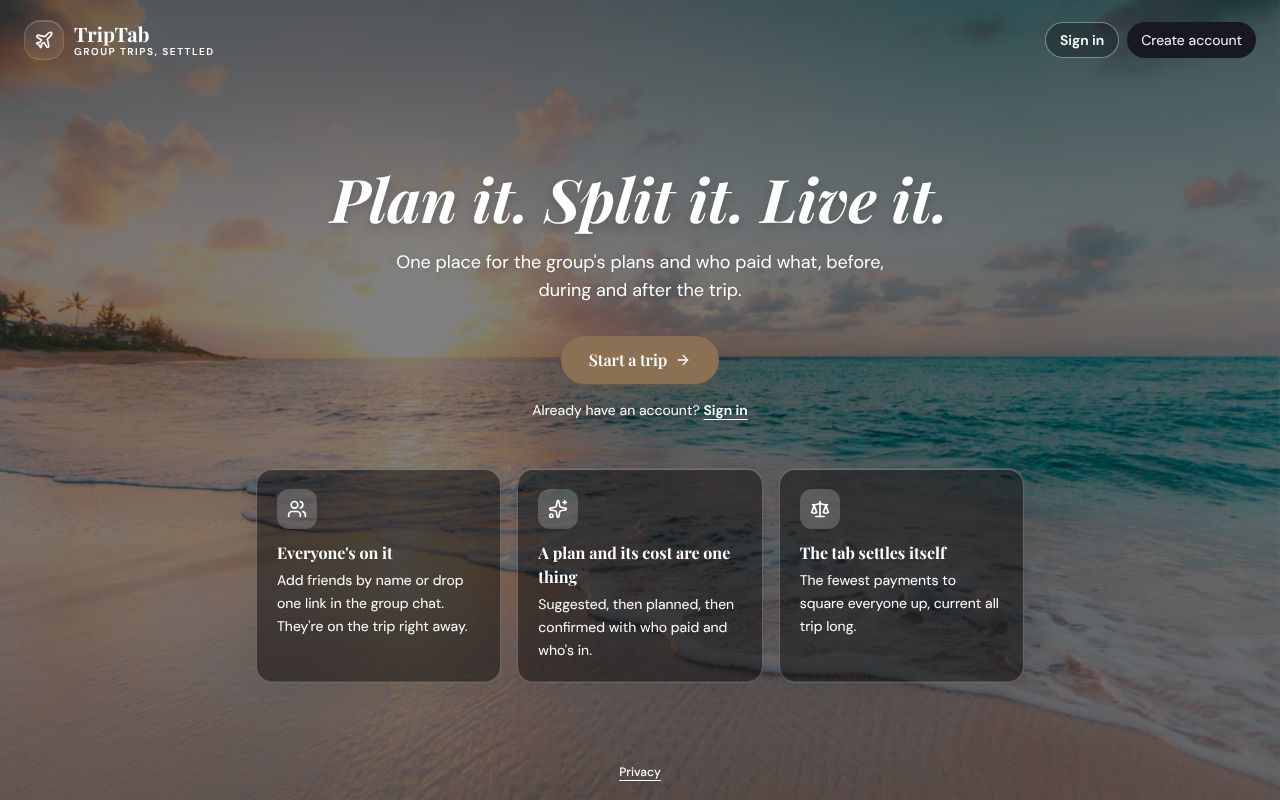 TripTab
GROUP TRIPS, SETTLED
Sign in
Create account
Plan it. Split it. Live it.
One place for the group's plans and who paid what, before,
during and after the trip.
Start a trip →
Already have an account? Sign in
Everyone's on it
Add friends by name or drop
one link in the group chat.
They're on the trip right away.
A plan and its cost are one
thing
Suggested, then planned, then
confirmed with who paid and
who's in.
The tab settles itself
The fewest payments to
square everyone up, current all
trip long.
Privacy